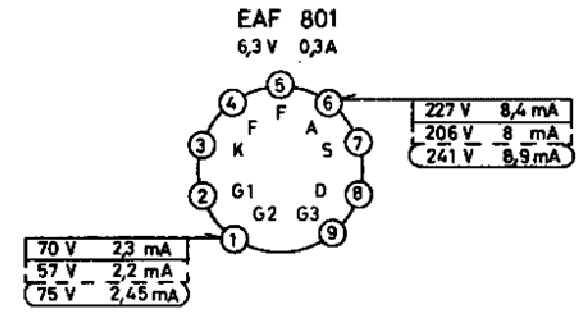 EAF 801
6,3 V 0,3 A
5
4 F 6
F A
3 K S 7
227 V 8,4 mA
206 V 8 mA
241 V 8,9 mA
2 G1 D 8
G2 G3
1 9
70 V 2,3 mA
57 V 2,2 mA
75 V 2,45 mA